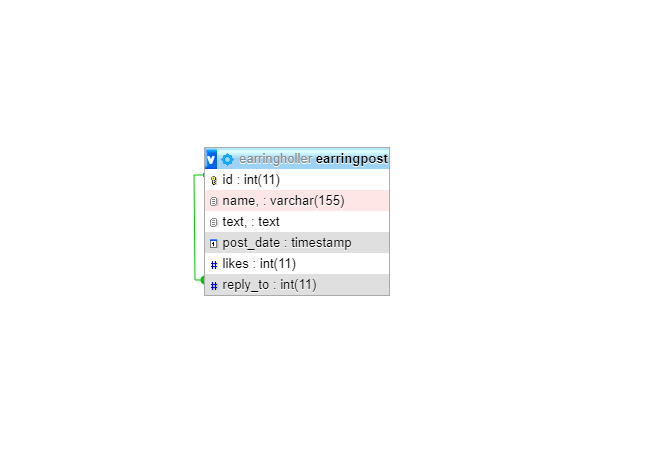 v earringholler earringpost
id : int(11)
name, : varchar(155)
text, : text
post_date : timestamp
# likes : int(11)
# reply_to : int(11)